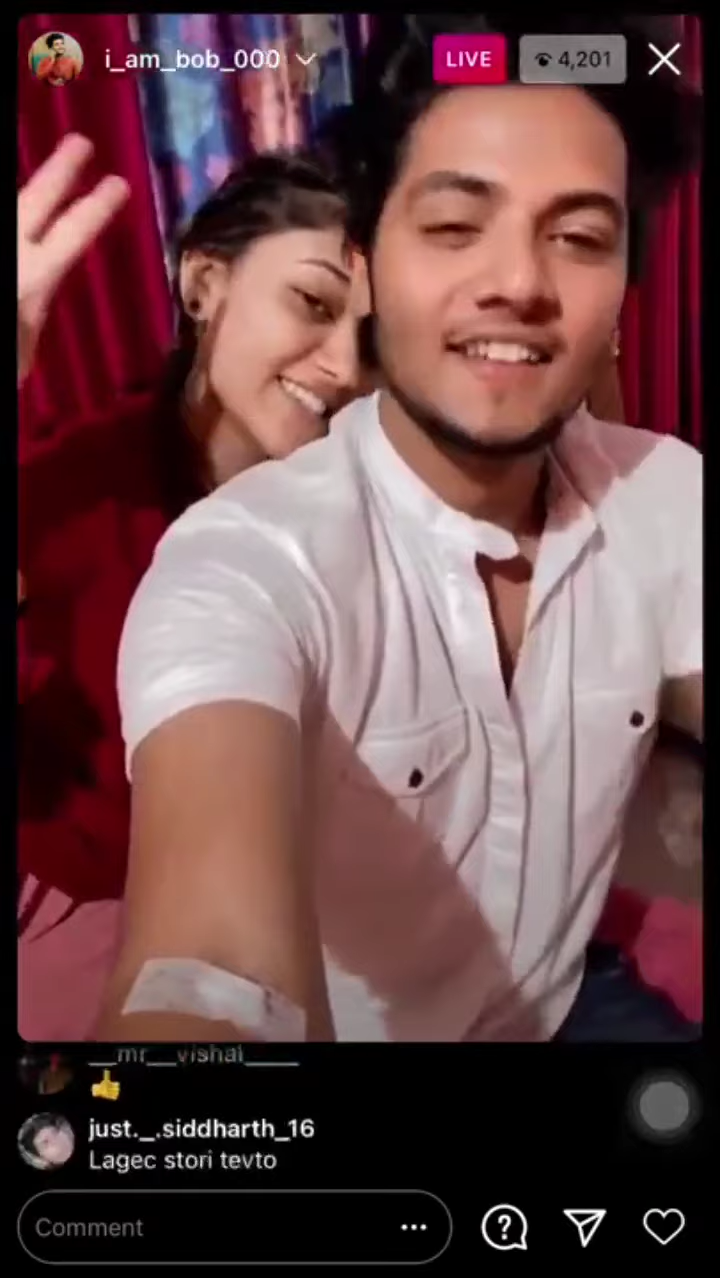 i_am_bob_000
LIVE
4,201
__mr__vishal____
👍
just._.siddharth_16
Lagec stori tevto
Comment